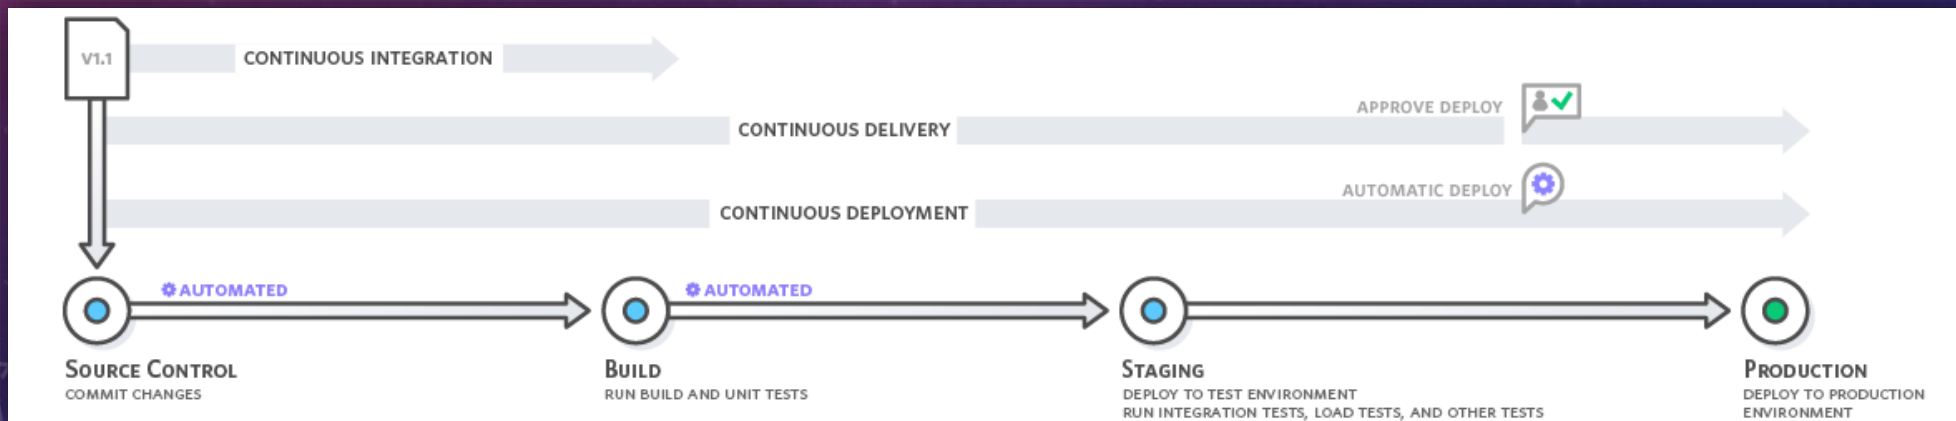 V1.1
CONTINUOUS INTEGRATION
APPROVE DEPLOY
CONTINUOUS DELIVERY
AUTOMATIC DEPLOY
CONTINUOUS DEPLOYMENT
AUTOMATED
AUTOMATED
SOURCE CONTROL
COMMIT CHANGES
BUILD
RUN BUILD AND UNIT TESTS
STAGING
DEPLOY TO TEST ENVIRONMENT
RUN INTEGRATION TESTS, LOAD TESTS, AND OTHER TESTS
PRODUCTION
DEPLOY TO PRODUCTION
ENVIRONMENT